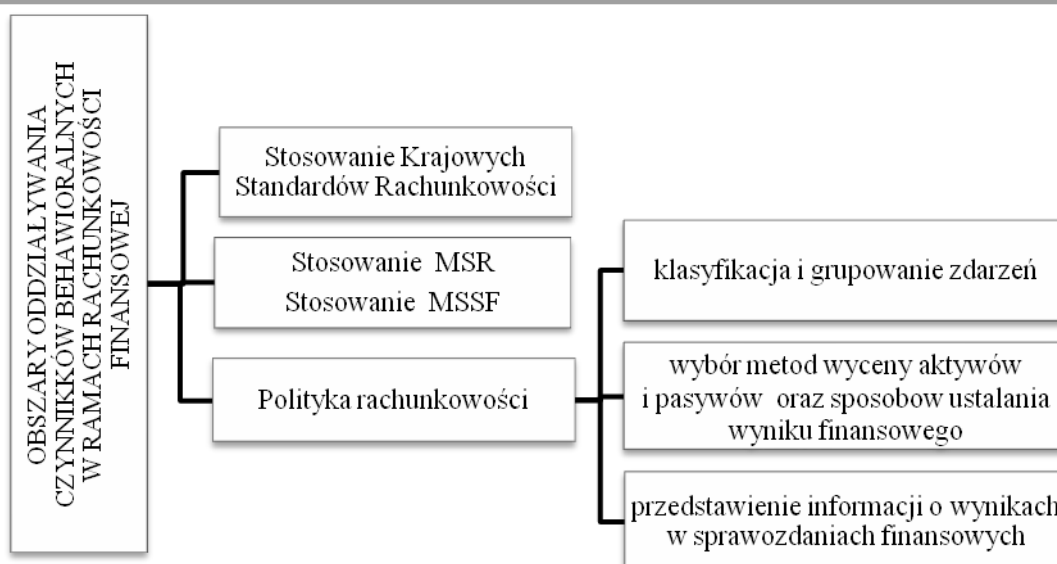 OBSZARY ODDZIAŁYWANIA
CZYNNIKÓW BEHAWIORALNYCH
W RAMACH RACHUNKOWOŚCI
FINANSOWEJ
Stosowanie Krajowych
Standardów Rachunkowości
Stosowanie MSR
Stosowanie MSSF
Polityka rachunkowości
klasyfikacja i grupowanie zdarzeń
wybór metod wyceny aktywów
i pasywów oraz sposobow ustalania
wyniku finansowego
przedstawienie informacji o wynikach
w sprawozdaniach finansowych